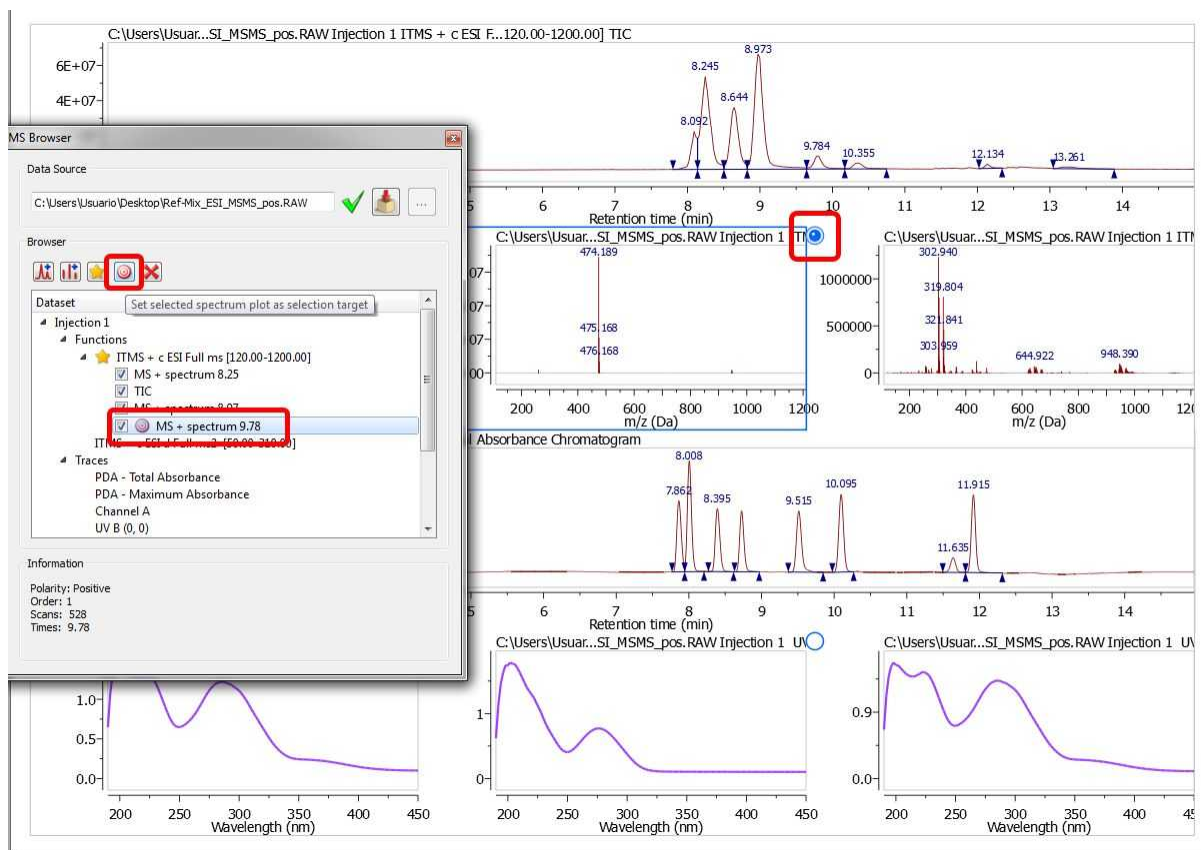 C:\Users\Usuar...SI_MSMS_pos.RAW Injection 1 ITMS + c ESI F...120.00-1200.00] TIC
6E+07
4E+07
8.092
8.245
8.644
8.973
9.784
10.355
12.134
13.261
5 6 7 8 9 10 11 12 13 14
Retention time (min)
MS Browser
Data Source
C:\Users\Usuario\Desktop\Ref-Mix_ESI_MSMS_pos.RAW
...
Browser
Set selected spectrum plot as selection target
Dataset
Injection 1
Functions
ITMS + c ESI Full ms [120.00-1200.00]
MS + spectrum 8.25
TIC
MS + spectrum 8.97
MS + spectrum 9.78
Traces
PDA - Total Absorbance
PDA - Maximum Absorbance
Channel A
UV B (0, 0)
Information
Polarity: Positive
Order: 1
Scans: 528
Times: 9.78
C:\Users\Usuar...SI_MSMS_pos.RAW Injection 1 ITM
07
07
07
00
474.189
475.168
476.168
200 400 600 800 1000 1200
m/z (Da)
C:\Users\Usuar...SI_MSMS_pos.RAW Injection 1 ITM
1000000
500000
0
302.940
319.804
321.841
303.959
644.922
948.390
200 400 600 800 1000 12
m/z (Da)
l Absorbance Chromatogram
7.862
8.008
8.395
9.515
10.095
11.635
11.915
5 6 7 8 9 10 11 12 13 14
Retention time (min)
1.0
0.5
0.0
200 250 300 350 400 450
Wavelength (nm)
C:\Users\Usuar...SI_MSMS_pos.RAW Injection 1 UV
1
0
200 250 300 350 400 450
Wavelength (nm)
C:\Users\Usuar...SI_MSMS_pos.RAW Injection 1 UV
0.9
0.0
200 250 300 350 400 45
Wavelength (nm)